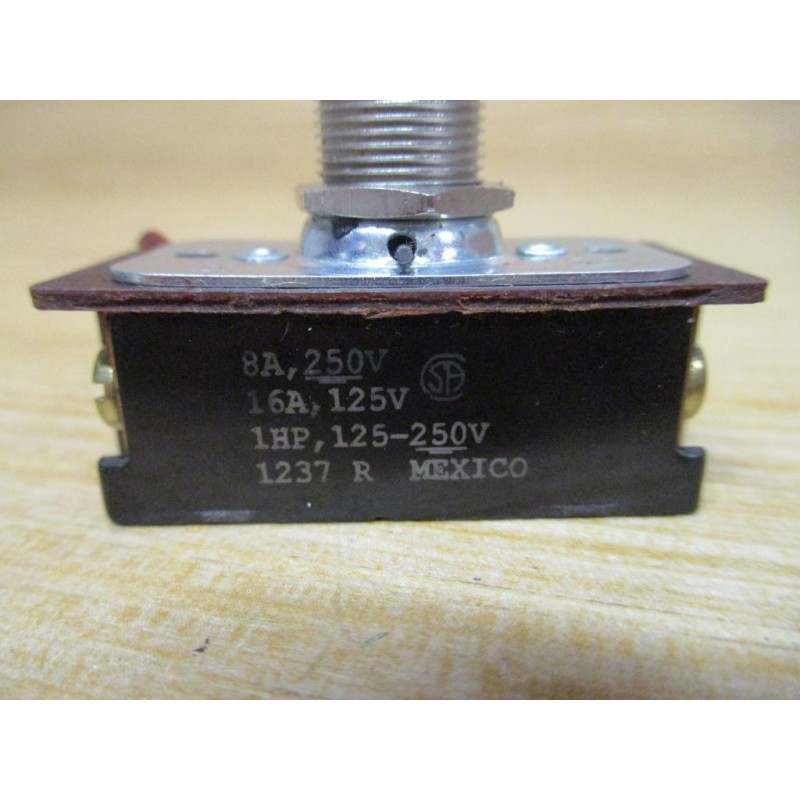 8A, 250V
16A, 125V
1HP, 125-250V
1237 R MEXICO